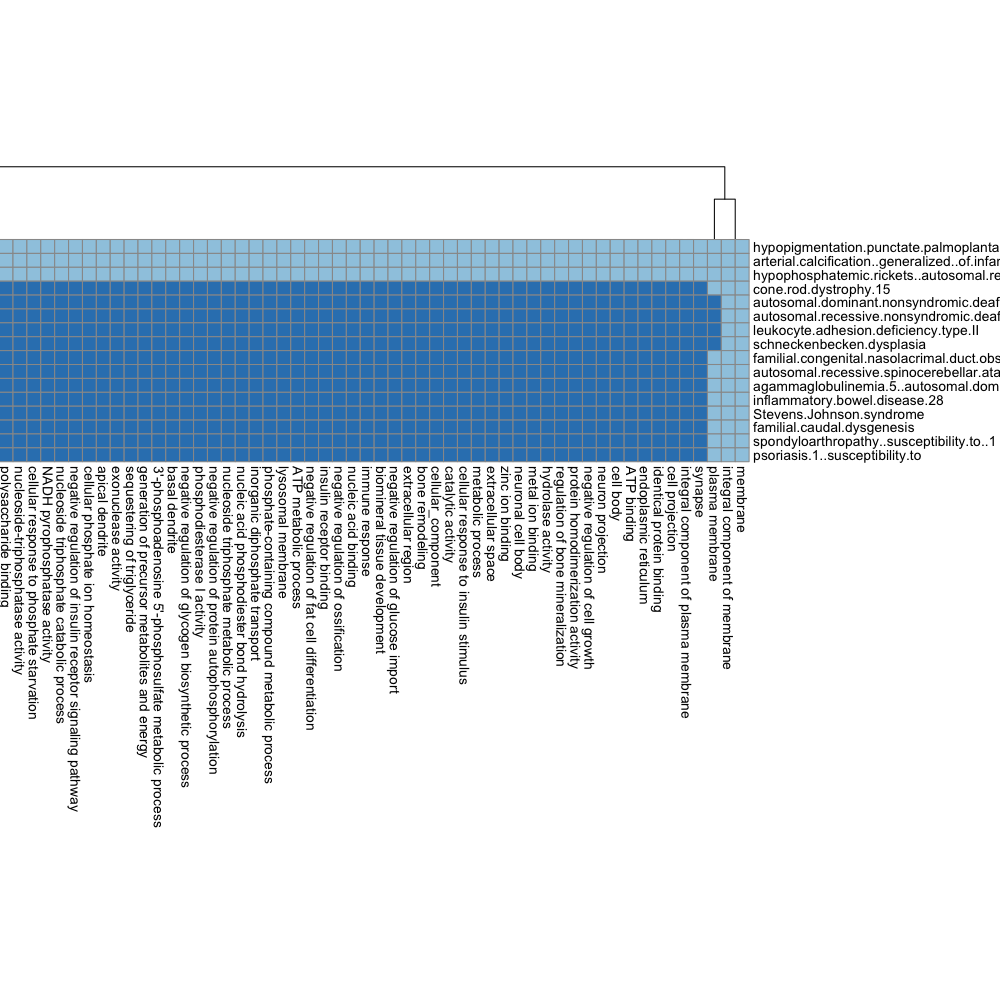 hypopigmentation.punctate.palmoplanta
arterial.calcification..generalized..of.infan
hypophosphatemic.rickets..autosomal.re
cone.rod.dystrophy.15
autosomal.dominant.nonsyndromic.deaf
autosomal.recessive.nonsyndromic.deaf
leukocyte.adhesion.deficiency.type.II
schneckenbecken.dysplasia
familial.congenital.nasolacrimal.duct.obs
autosomal.recessive.spinocerebellar.ata
agammaglobulinemia.5..autosomal.dom
inflammatory.bowel.disease.28
Stevens.Johnson.syndrome
familial.caudal.dysgenesis
spondyloarthropathy..susceptibility.to..1
psoriasis.1..susceptibility.to
polysaccharide binding
nucleoside-triphosphatase activity
cellular response to phosphate starvation
NADH pyrophosphatase activity
nucleoside triphosphate catabolic process
negative regulation of insulin receptor signaling pathway
cellular phosphate ion homeostasis
apical dendrite
exonuclease activity
sequestering of triglyceride
generation of precursor metabolites and energy
3'-phosphoadenosine 5'-phosphosulfate metabolic process
basal dendrite
negative regulation of glycogen biosynthetic process
phosphodiesterase I activity
negative regulation of protein autophosphorylation
nucleoside triphosphate metabolic process
nucleic acid phosphodiester bond hydrolysis
inorganic diphosphate transport
phosphate-containing compound metabolic process
lysosomal membrane
ATP metabolic process
negative regulation of fat cell differentiation
insulin receptor binding
negative regulation of ossification
nucleic acid binding
immune response
biomineral tissue development
negative regulation of glucose import
extracellular region
bone remodeling
cellular_component
catalytic activity
cellular response to insulin stimulus
metabolic process
extracellular space
zinc ion binding
neuronal cell body
metal ion binding
hydrolase activity
regulation of bone mineralization
protein homodimerization activity
negative regulation of cell growth
neuron projection
cell body
ATP binding
endoplasmic reticulum
identical protein binding
cell projection
integral component of plasma membrane
synapse
plasma membrane
integral component of membrane
membrane